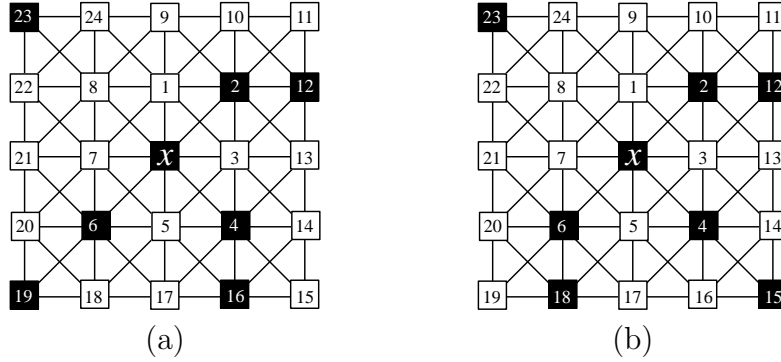 23 24 9 10 11 23 24 9 10 11
22 8 1 2 12 22 8 1 2 12
21 7 x 3 13 21 7 x 3 13
20 6 5 4 14 20 6 5 4 14
19 18 17 16 15 19 18 17 16 15
(a) (b)